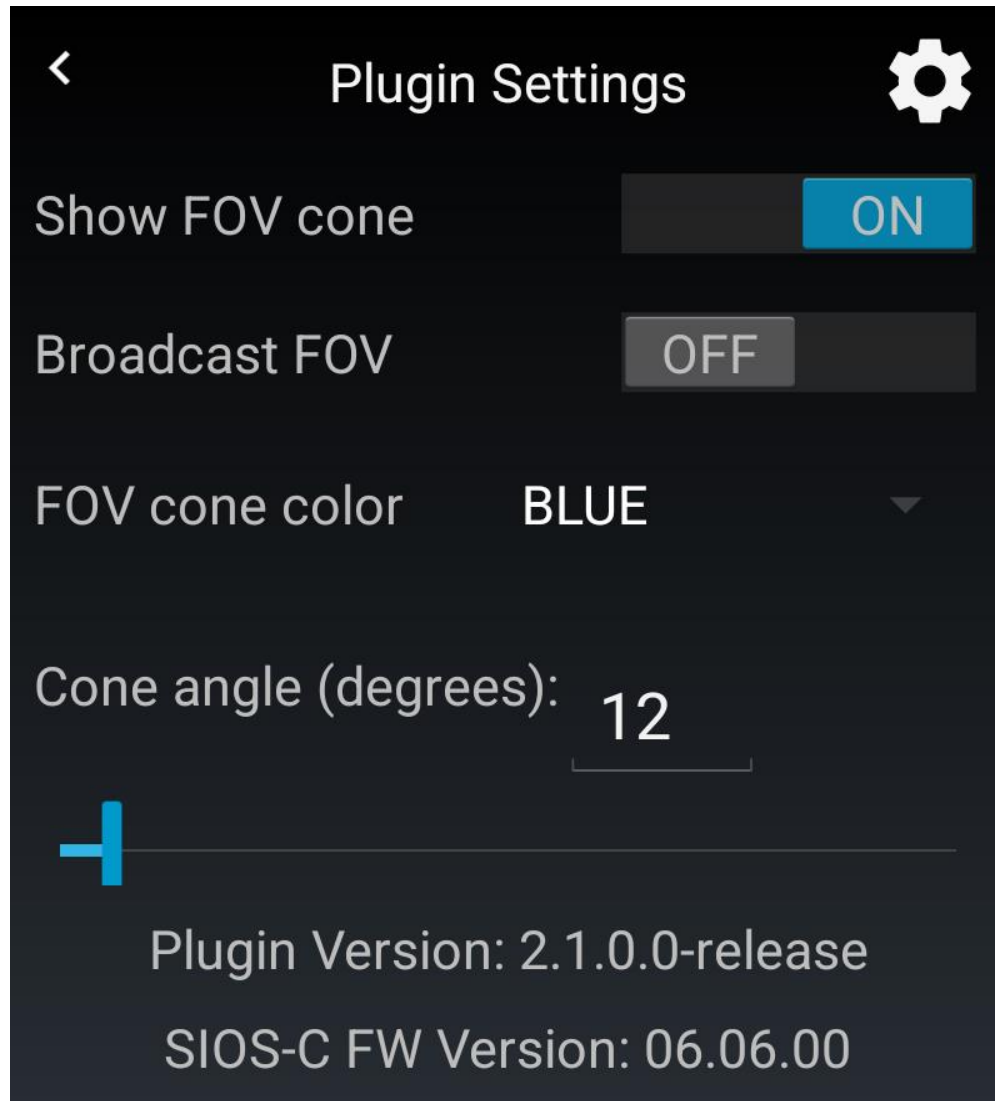 Plugin Settings
Show FOV cone ON
Broadcast FOV OFF
FOV cone color BLUE
Cone angle (degrees): 12
Plugin Version: 2.1.0.0-release
SIOS-C FW Version: 06.06.00